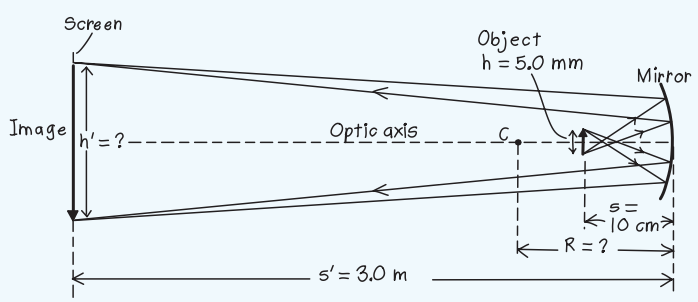 Screen
Object
h = 5.0 mm
Mirror
Image
h' = ?
Optic axis
C
s =
10 cm
R = ?
s' = 3.0 m